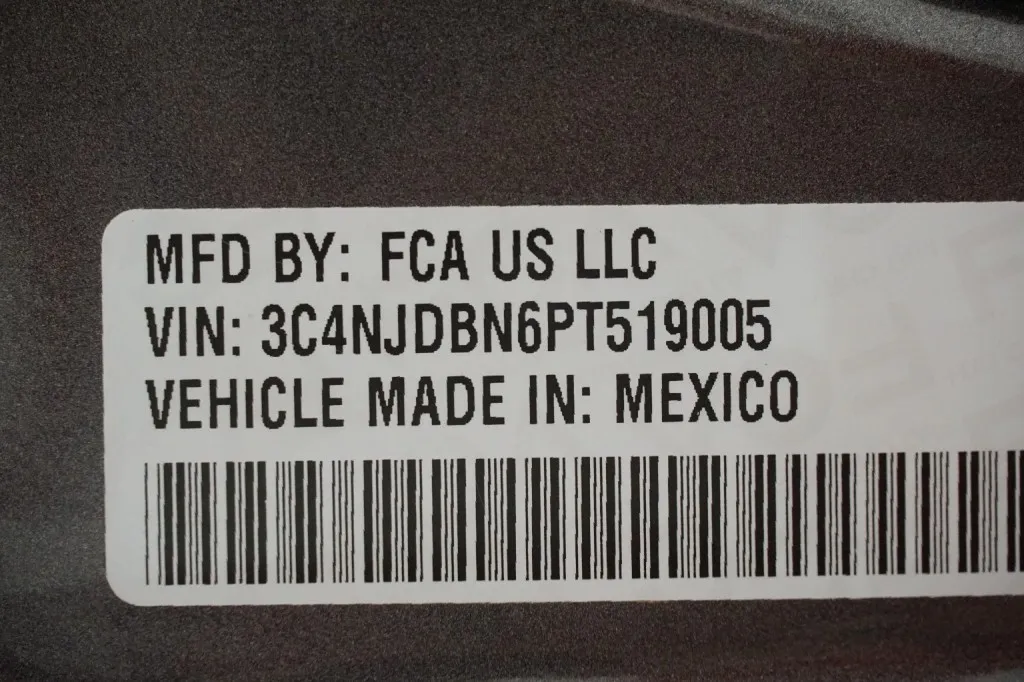 MFD BY: FCA US LLC
VIN: 3C4NJDBN6PT519005
VEHICLE MADE IN: MEXICO